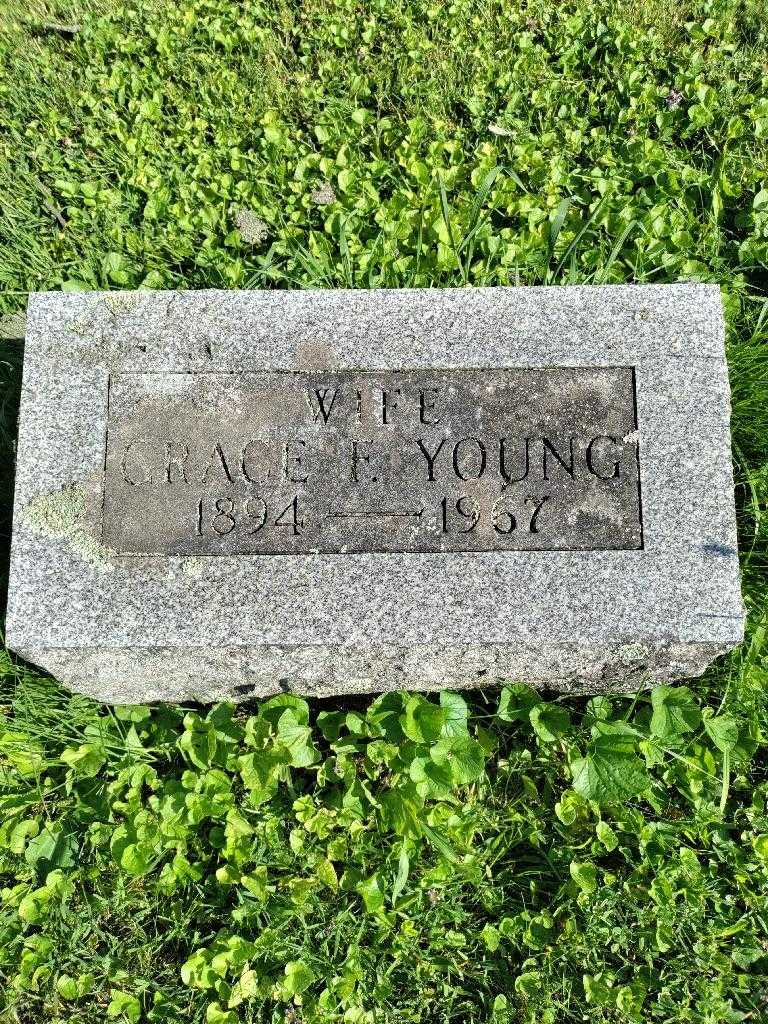 WIFE
GRACE F. YOUNG
1894 — 1967